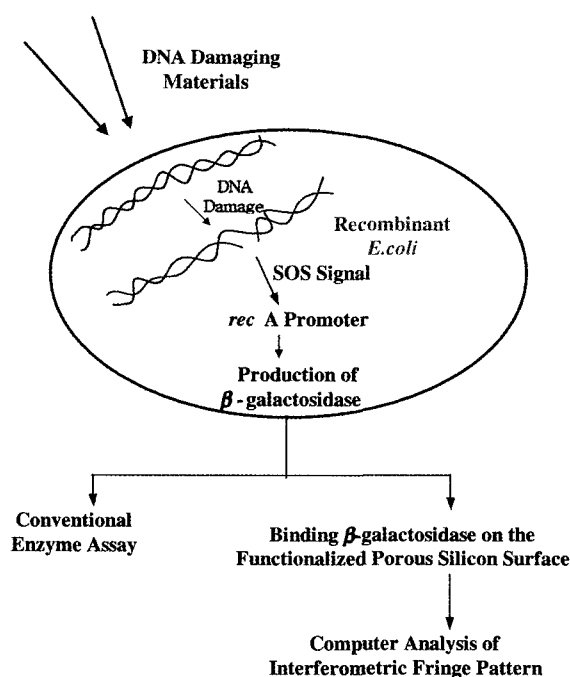 DNA Damaging
Materials
DNA
Damage
Recombinant
E.coli
SOS Signal
rec A Promoter
Production of
β-galactosidase
Conventional
Enzyme Assay
Binding β-galactosidase on the
Functionalized Porous Silicon Surface
Computer Analysis of
Interferometric Fringe Pattern